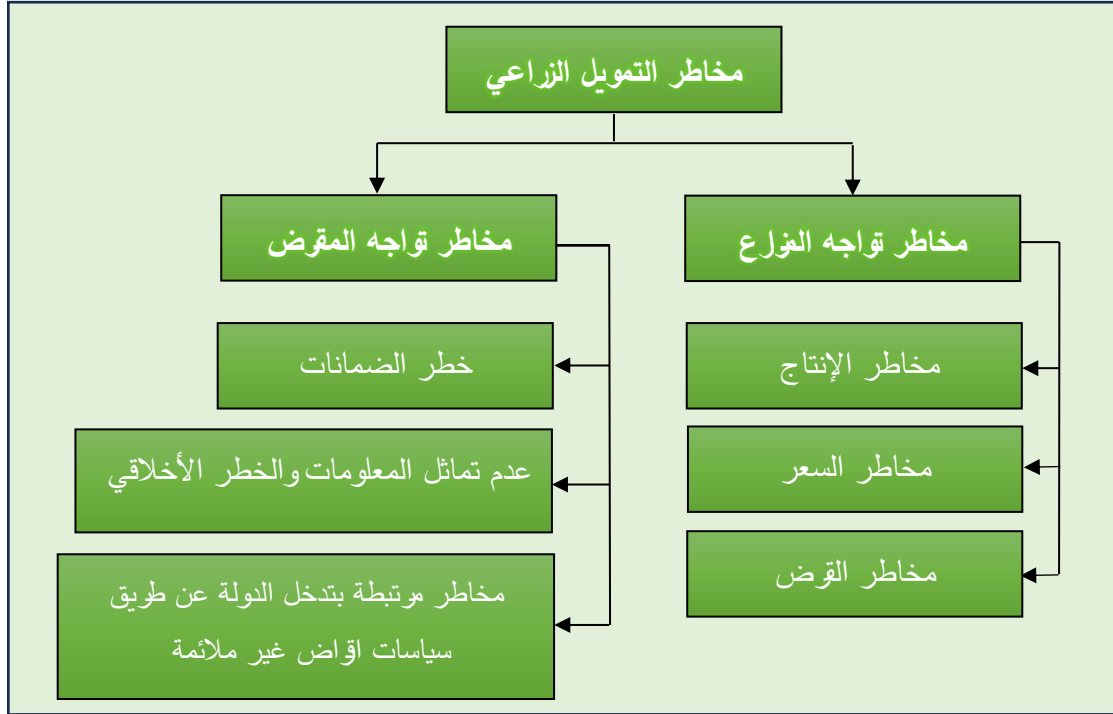 مخاطر التمويل الزراعي
مخاطر تواجه المزارع
مخاطر الإنتاج
مخاطر السعر
مخاطر القرض
مخاطر تواجه المقرض
خطر الضمانات
عدم تماثل المعلومات والخطر الأخلاقي
مخاطر مرتبطة بتدخل الدولة عن طريق
سياسات اقراض غير ملائمة